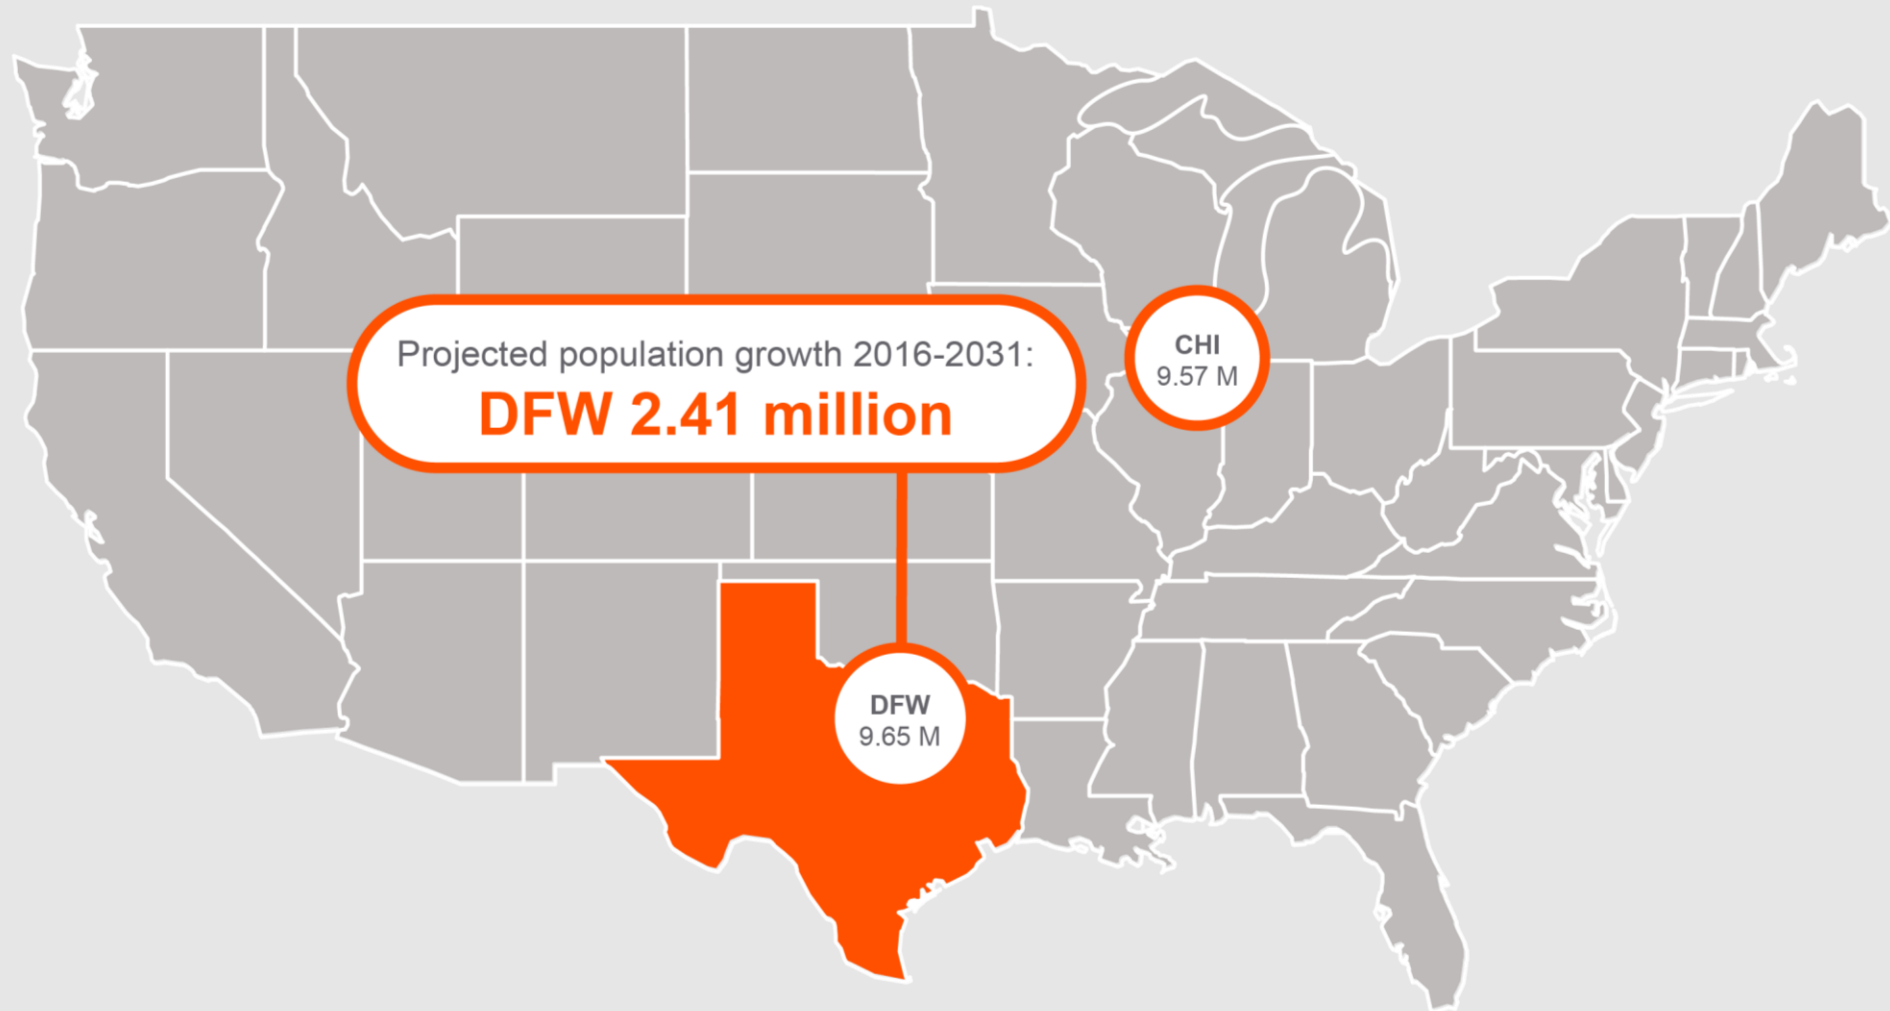 Projected population growth 2016-2031:
DFW 2.41 million
CHI
9.57 M
DFW
9.65 M